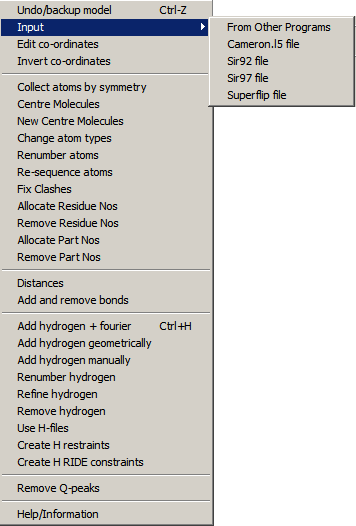 Undo/backup model Ctrl-Z
Input
From Other Programs
Cameron.l5 file
Sir92 file
Sir97 file
Superflip file
Edit co-ordinates
Invert co-ordinates
Collect atoms by symmetry
Centre Molecules
New Centre Molecules
Change atom types
Renumber atoms
Re-sequence atoms
Fix Clashes
Allocate Residue Nos
Remove Residue Nos
Allocate Part Nos
Remove Part Nos
Distances
Add and remove bonds
Add hydrogen + fourier Ctrl+H
Add hydrogen geometrically
Add hydrogen manually
Renumber hydrogen
Refine hydrogen
Remove hydrogen
Use H-files
Create H restraints
Create H RIDE constraints
Remove Q-peaks
Help/Information